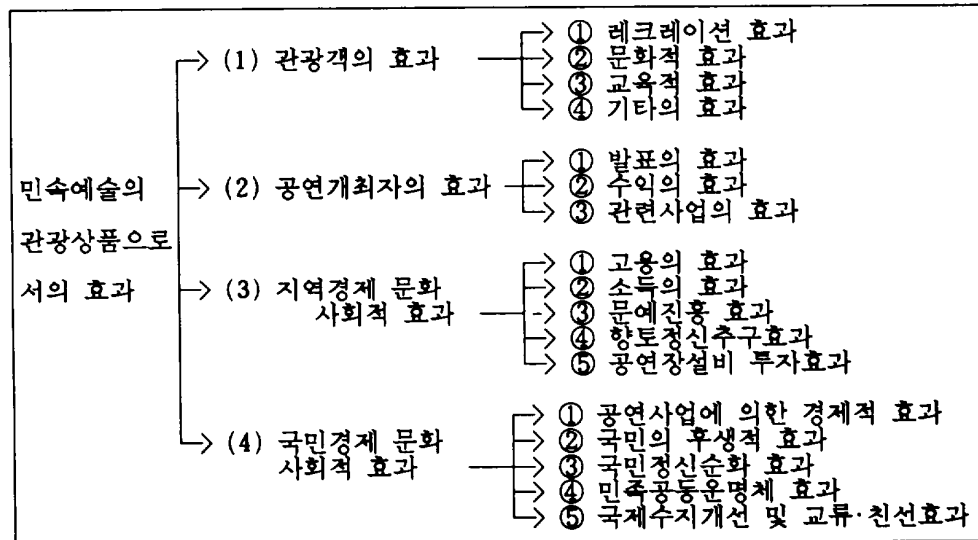 민속예술의
관광상품으로
서의 효과
(1) 관광객의 효과
① 레크레이션 효과
② 문화적 효과
③ 교육적 효과
④ 기타의 효과
(2) 공연개최자의 효과
① 발표의 효과
② 수익의 효과
③ 관련사업의 효과
(3) 지역경제 문화
사회적 효과
① 고용의 효과
② 소득의 효과
③ 문예진흥 효과
④ 향토정신추구효과
⑤ 공연장설비 투자효과
(4) 국민경제 문화
사회적 효과
① 공연사업에 의한 경제적 효과
② 국민의 후생적 효과
③ 국민정신순화 효과
④ 민족공동운명체 효과
⑤ 국제수지개선 및 교류·친선효과